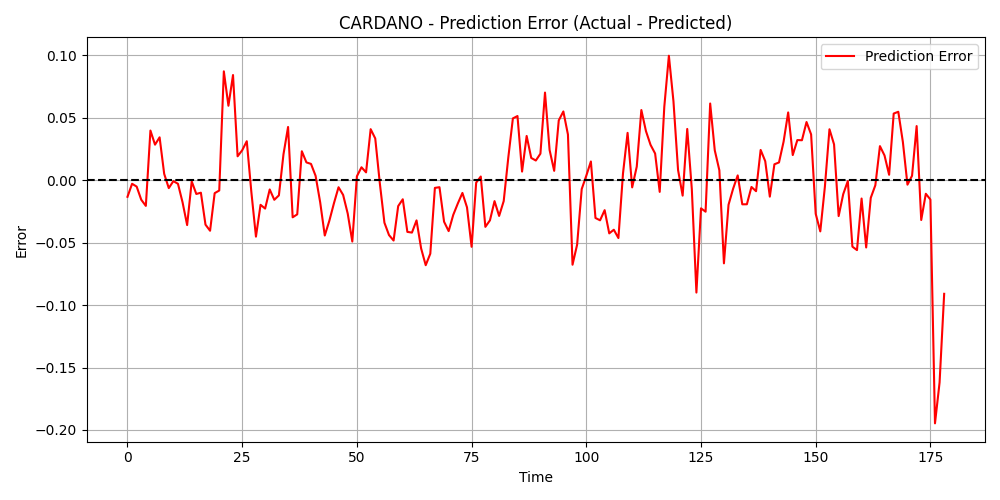 CARDANO - Prediction Error (Actual - Predicted)
Prediction Error
0.10
0.05
0.00
−0.05
−0.10
−0.15
−0.20
Error
0 25 50 75 100 125 150 175
Time